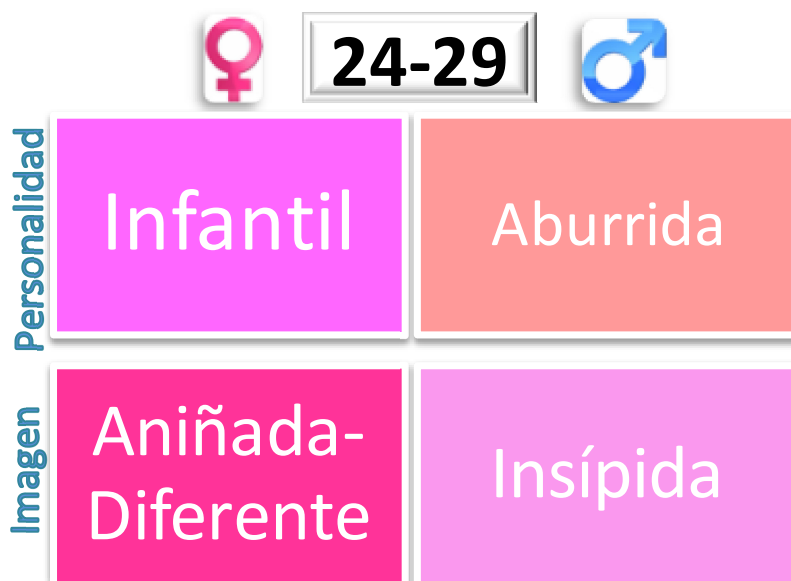 24-29
Personalidad
Infantil
Aburrida
Imagen
Aniñada-
Diferente
Insípida